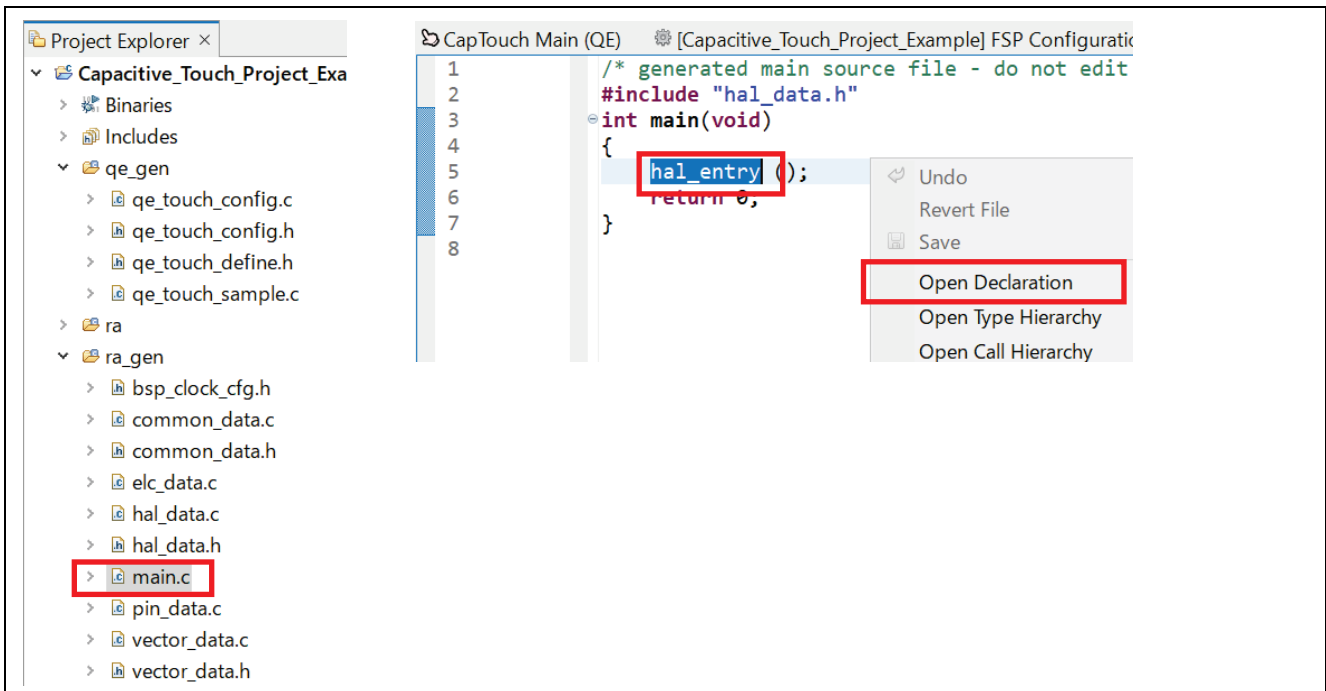 Project Explorer ×
Capacitive_Touch_Project_Exa
Binaries
Includes
qe_gen
qe_touch_config.c
qe_touch_config.h
qe_touch_define.h
qe_touch_sample.c
ra
ra_gen
bsp_clock_cfg.h
common_data.c
common_data.h
elc_data.c
hal_data.c
hal_data.h
main.c
pin_data.c
vector_data.c
vector_data.h
CapTouch Main (QE) [Capacitive_Touch_Project_Example] FSP Configuratio
1 /* generated main source file - do not edit
2 #include "hal_data.h"
3 int main(void)
4 {
5 hal_entry ();
6 return 0;
7 }
8
Undo
Revert File
Save
Open Declaration
Open Type Hierarchy
Open Call Hierarchy